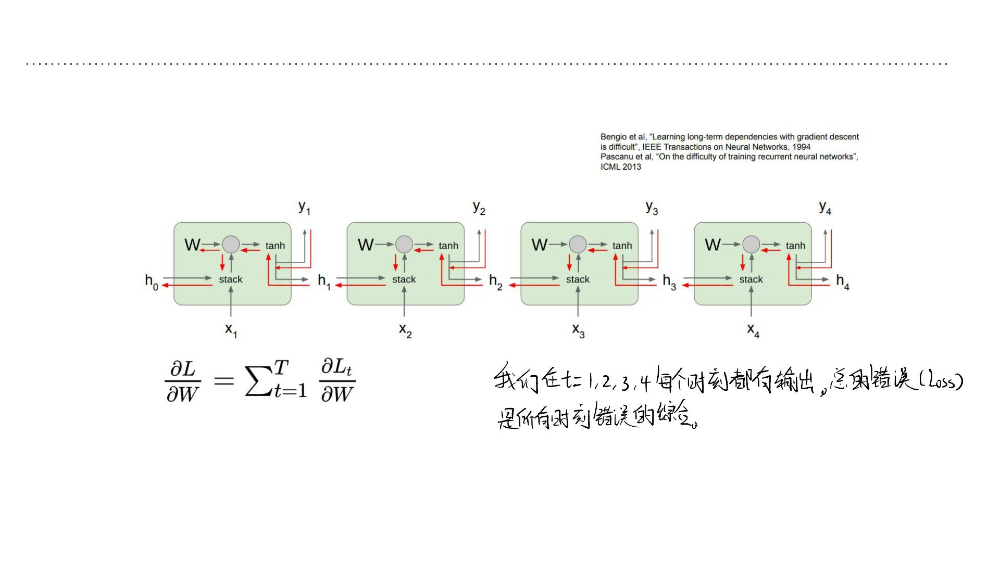 Bengio et al, “Learning long-term dependencies with gradient descent
is difficult”, IEEE Transactions on Neural Networks, 1994
Pascanu et al, “On the difficulty of training recurrent neural networks”,
ICML 2013
y₁ y₂ y₃ y₄
W tanh W tanh W tanh W tanh
h₀ stack h₁ stack h₂ stack h₃ stack h₄
x₁ x₂ x₃ x₄
∂L/∂W = ∑ᵀₜ₌₁ ∂Lₜ/∂W
我们在t=1,2,3,4每个时刻都有输出。总的错误(Loss)
是所有时刻错误的综合。